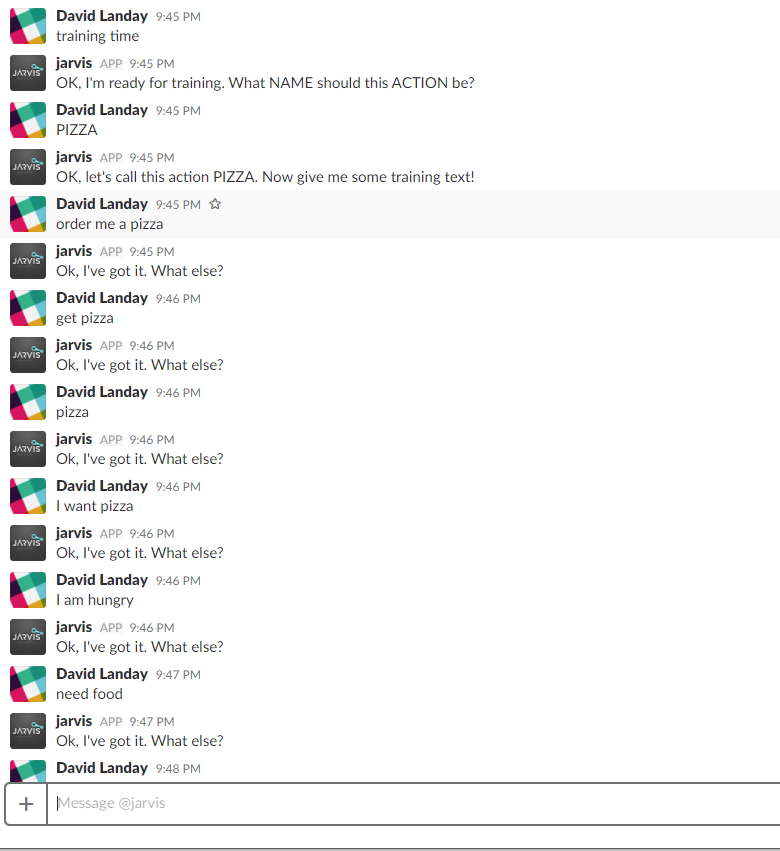 David Landay 9:45 PM
training time
JARVIS jarvis APP 9:45 PM
OK, I'm ready for training. What NAME should this ACTION be?
David Landay 9:45 PM
PIZZA
JARVIS jarvis APP 9:45 PM
OK, let's call this action PIZZA. Now give me some training text!
David Landay 9:45 PM
order me a pizza
JARVIS jarvis APP 9:45 PM
Ok, I've got it. What else?
David Landay 9:46 PM
get pizza
JARVIS jarvis APP 9:46 PM
Ok, I've got it. What else?
David Landay 9:46 PM
pizza
JARVIS jarvis APP 9:46 PM
Ok, I've got it. What else?
David Landay 9:46 PM
I want pizza
JARVIS jarvis APP 9:46 PM
Ok, I've got it. What else?
David Landay 9:46 PM
I am hungry
JARVIS jarvis APP 9:46 PM
Ok, I've got it. What else?
David Landay 9:47 PM
need food
JARVIS jarvis APP 9:47 PM
Ok, I've got it. What else?
David Landay 9:48 PM
+ Message @jarvis